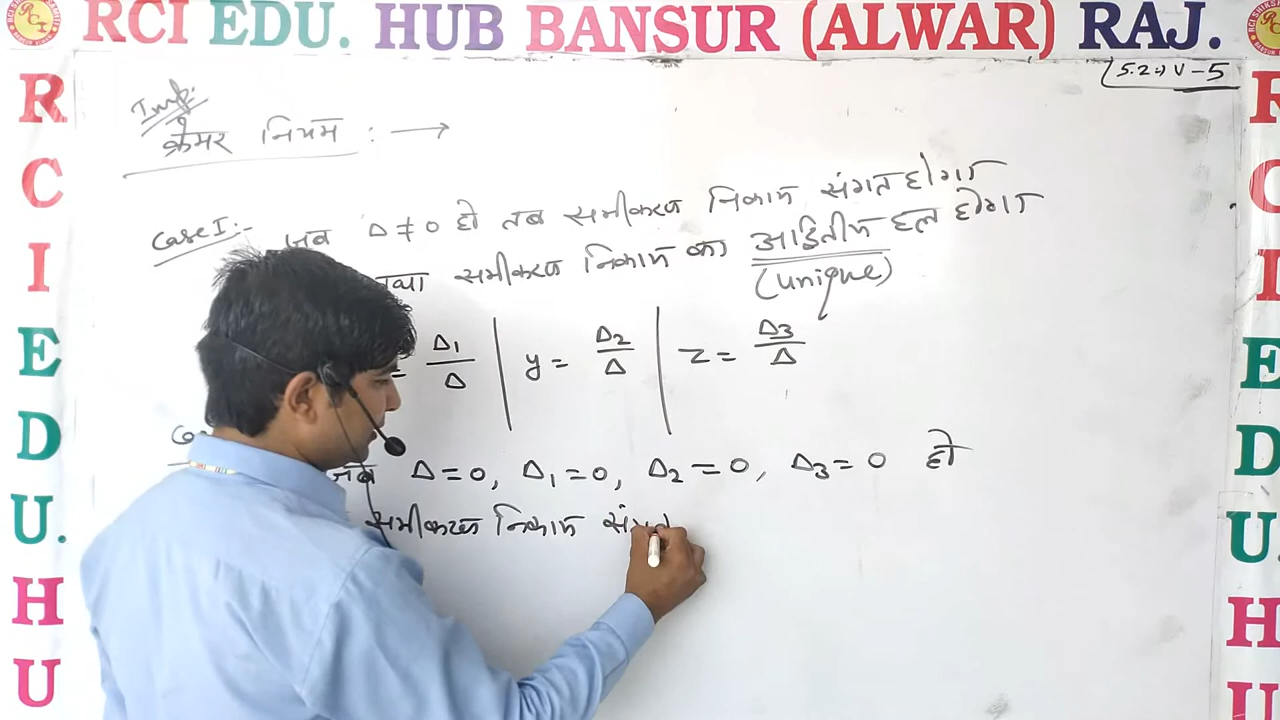 RCI EDU. HUB BANSUR (ALWAR) RAJ.
5.2 => V-5
Imp.
क्रेमर नियम : →
Case I :- जब Δ ≠ 0 हो तब समीकरण निकाय संगत होगा
तथा समीकरण निकाय का अद्वितीय हल होगा
(unique)
= Δ1/Δ | y = Δ2/Δ | z = Δ3/Δ
जब Δ = 0, Δ1 = 0, Δ2 = 0, Δ3 = 0 हो
समीकरण निकाय
R
C
I
E
D
U.
H
U
R
C
I
E
D
U.
H
U